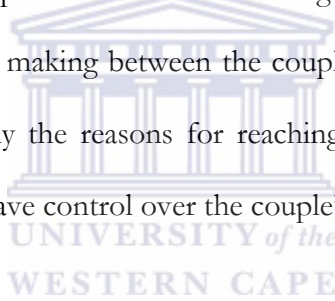 making between the coupl
y the reasons for reaching
ave control over the couple
UNIVERSITY of the
WESTERN CAPE